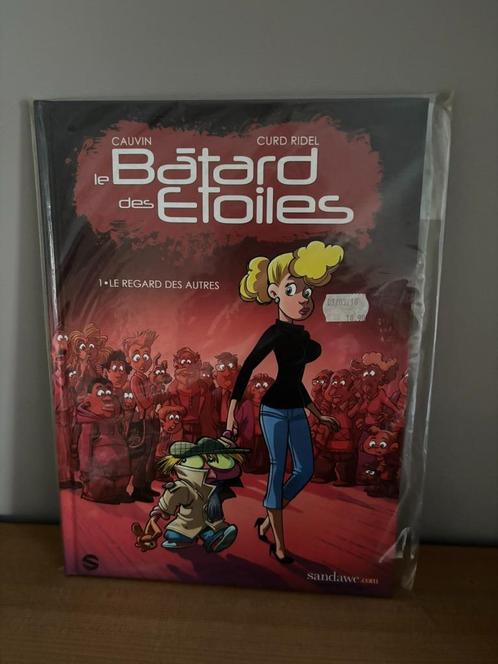 CAUVIN CURD RIDEL
le Bâtard
des Etoiles
1 • LE REGARD DES AUTRES
S
sandawe.com